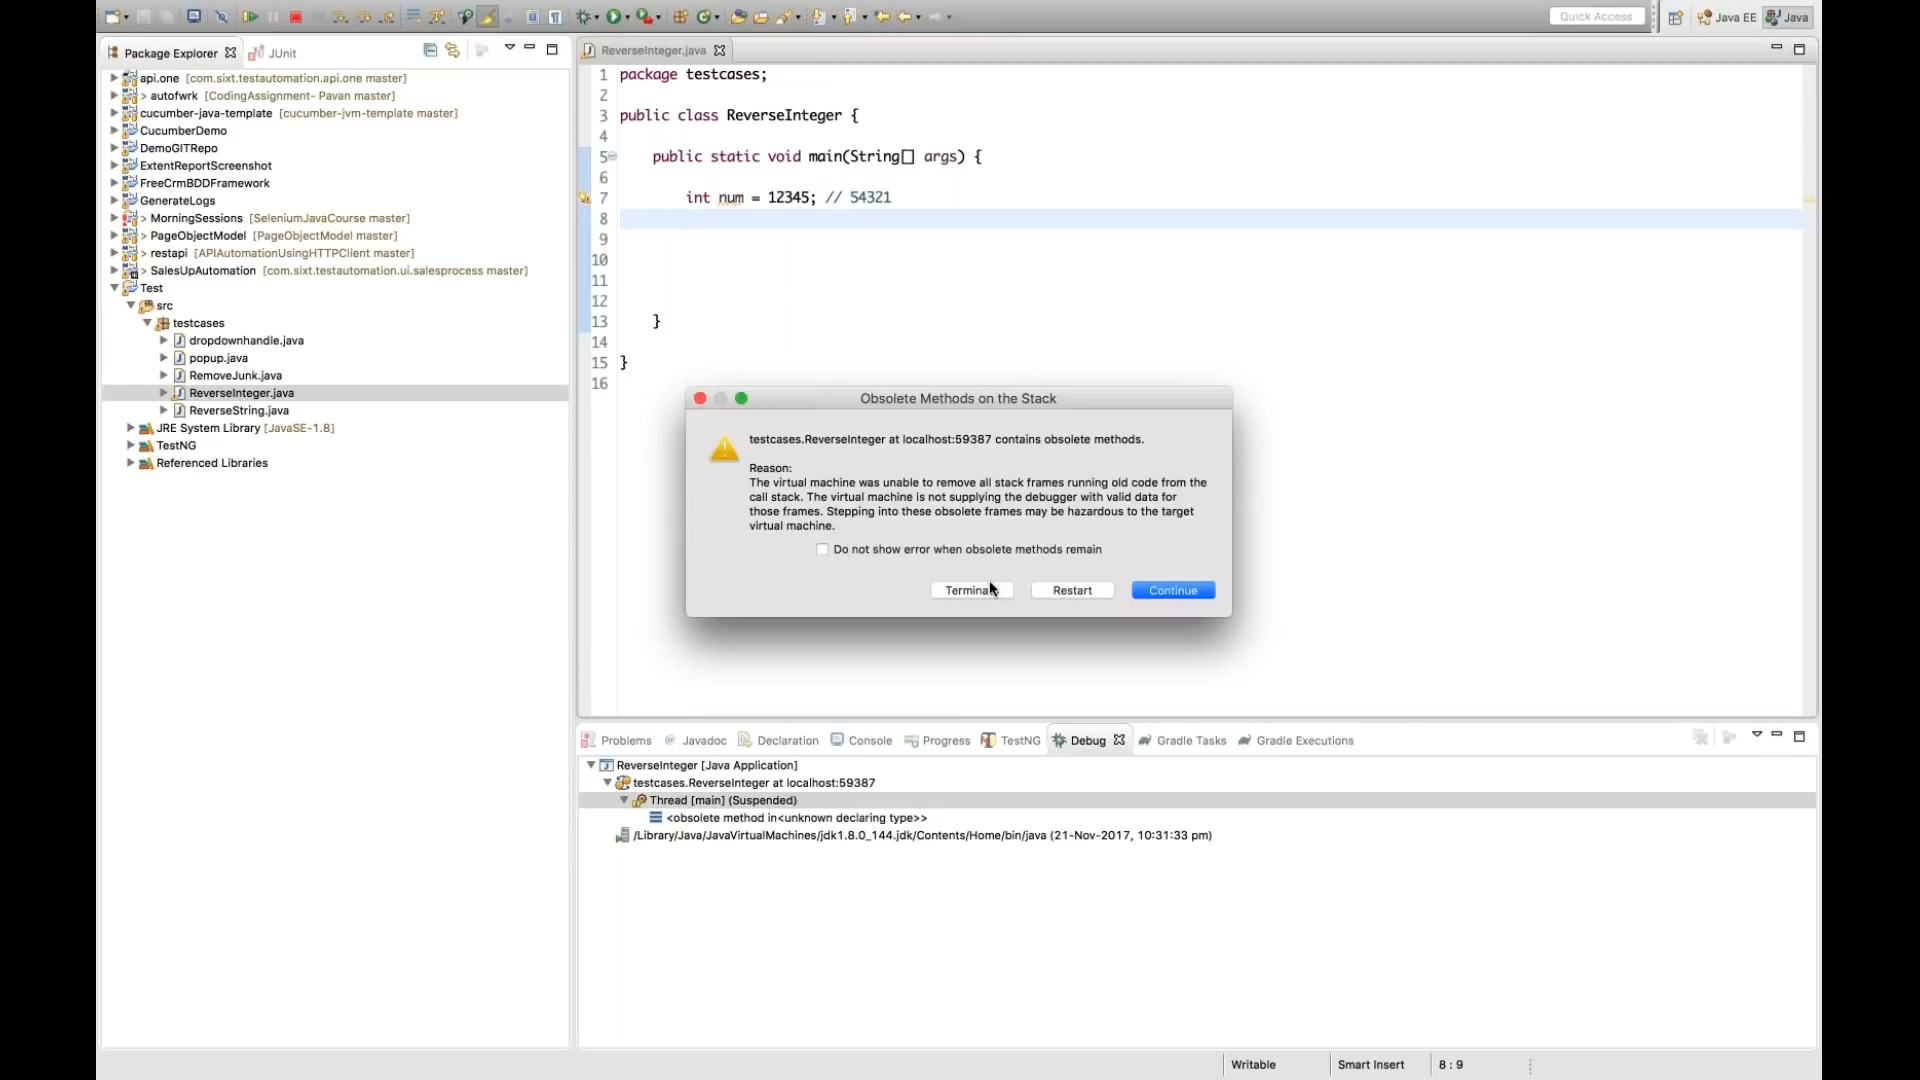 Quick Access
Java EE
Java
Package Explorer
JUnit
api.one [com.sixt.testautomation.api.one master]
> autofwrk [CodingAssignment- Pavan master]
cucumber-java-template [cucumber-jvm-template master]
CucumberDemo
DemoGITRepo
ExtentReportScreenshot
FreeCrmBDDFramework
GenerateLogs
> MorningSessions [SeleniumJavaCourse master]
> PageObjectModel [PageObjectModel master]
> restapi [APIAutomationUsingHTTPClient master]
> SalesUpAutomation [com.sixt.testautomation.ui.salesprocess master]
Test
src
testcases
dropdownhandle.java
popup.java
RemoveJunk.java
ReverseInteger.java
ReverseString.java
JRE System Library [JavaSE-1.8]
TestNG
Referenced Libraries
ReverseInteger.java
1 package testcases;
2
3 public class ReverseInteger {
4
5 public static void main(String[] args) {
6
7 int num = 12345; // 54321
8
9
10
11
12
13 }
14
15 }
16
Obsolete Methods on the Stack
testcases.ReverseInteger at localhost:59387 contains obsolete methods.
Reason:
The virtual machine was unable to remove all stack frames running old code from the
call stack. The virtual machine is not supplying the debugger with valid data for
those frames. Stepping into these obsolete frames may be hazardous to the target
virtual machine.
Do not show error when obsolete methods remain
Restart
Continue
Problems
Javadoc
Declaration
Console
Progress
TestNG
Debug
Gradle Tasks
Gradle Executions
ReverseInteger [Java Application]
testcases.ReverseInteger at localhost:59387
Thread [main] (Suspended)
<obsolete method in<unknown declaring type>>
/Library/Java/JavaVirtualMachines/jdk1.8.0_144.jdk/Contents/Home/bin/java (21-Nov-2017, 10:31:33 pm)
Writable
Smart Insert
8 : 9